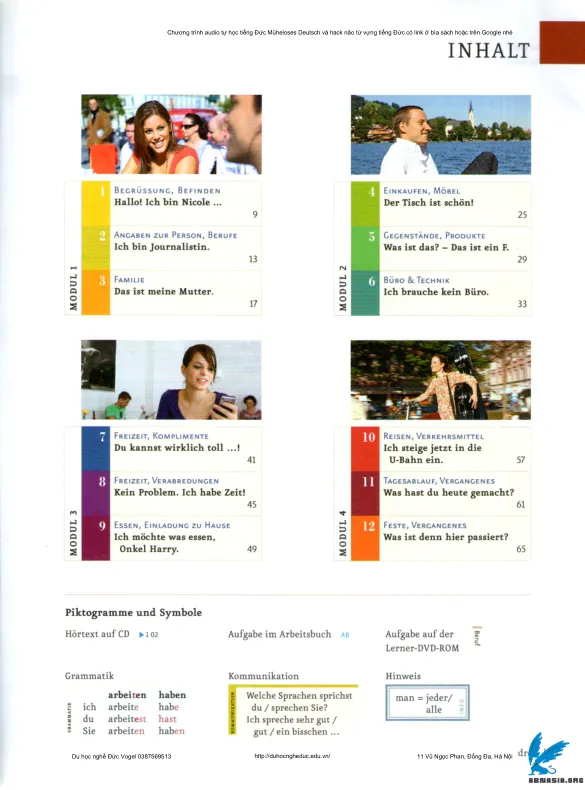 Chương trình audio tự học tiếng Đức Müheloses Deutsch và hack não từ vựng tiếng Đức có link ở bìa sách hoặc trên Google nhé
INHALT
MODUL 1
1 BEGRÜSSUNG, BEFINDEN
Hallo! Ich bin Nicole ...
9
2 ANGABEN ZUR PERSON, BERUFE
Ich bin Journalistin.
13
3 FAMILIE
Das ist meine Mutter.
17
MODUL 2
4 EINKAUFEN, MÖBEL
Der Tisch ist schön!
25
5 GEGENSTÄNDE, PRODUKTE
Was ist das? – Das ist ein F.
29
6 BÜRO & TECHNIK
Ich brauche kein Büro.
33
MODUL 3
7 FREIZEIT, KOMPLIMENTE
Du kannst wirklich toll ...!
41
8 FREIZEIT, VERABREDUNGEN
Kein Problem. Ich habe Zeit!
45
9 ESSEN, EINLADUNG ZU HAUSE
Ich möchte was essen,
Onkel Harry.
49
MODUL 4
10 REISEN, VERKEHRSMITTEL
Ich steige jetzt in die
U-Bahn ein.
57
11 TAGESABLAUF, VERGANGENES
Was hast du heute gemacht?
61
12 FESTE, VERGANGENES
Was ist denn hier passiert?
65
Piktogramme und Symbole
Hörtext auf CD ▶ 1 02
Aufgabe im Arbeitsbuch AB
Aufgabe auf der
Lerner-DVD-ROM
Beruf
Grammatik
GRAMMATIK
arbeiten haben
ich arbeite habe
du arbeitest hast
Sie arbeiten haben
Kommunikation
KOMMUNIKATION
Welche Sprachen sprichst
du / sprechen Sie?
Ich spreche sehr gut /
gut / ein bisschen ...
Hinweis
man = jeder/
alle
INFO
Du học nghề Đức Vogel 0387569513
http://duhocngheduc.edu.vn/
11 Vũ Ngọc Phan, Đống Đa, Hà Nội
ABMASIA.ORG